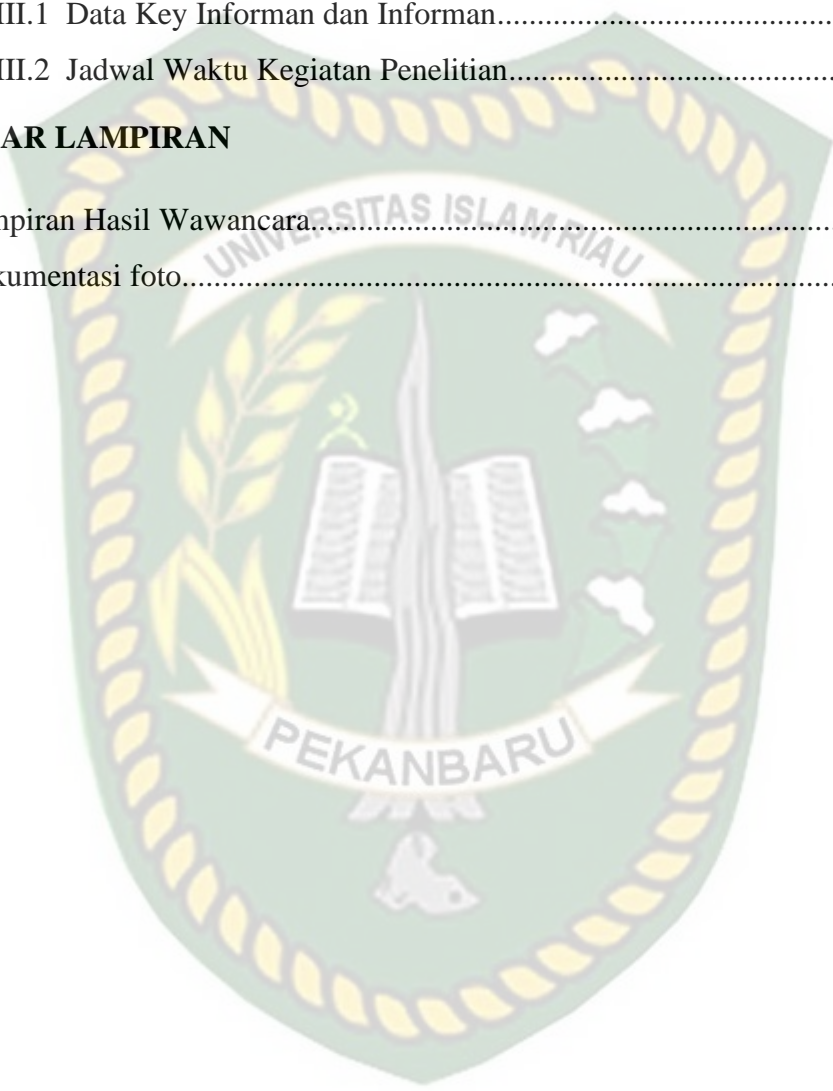 III.1 Data Key Informan dan Informan........................................
III.2 Jadwal Waktu Kegiatan Penelitian......................................
AR LAMPIRAN
npiran Hasil Wawancara.................................................................
kumentasi foto.................................................................................
UNIVERSITAS ISLAM RIAU
PEKANBARU